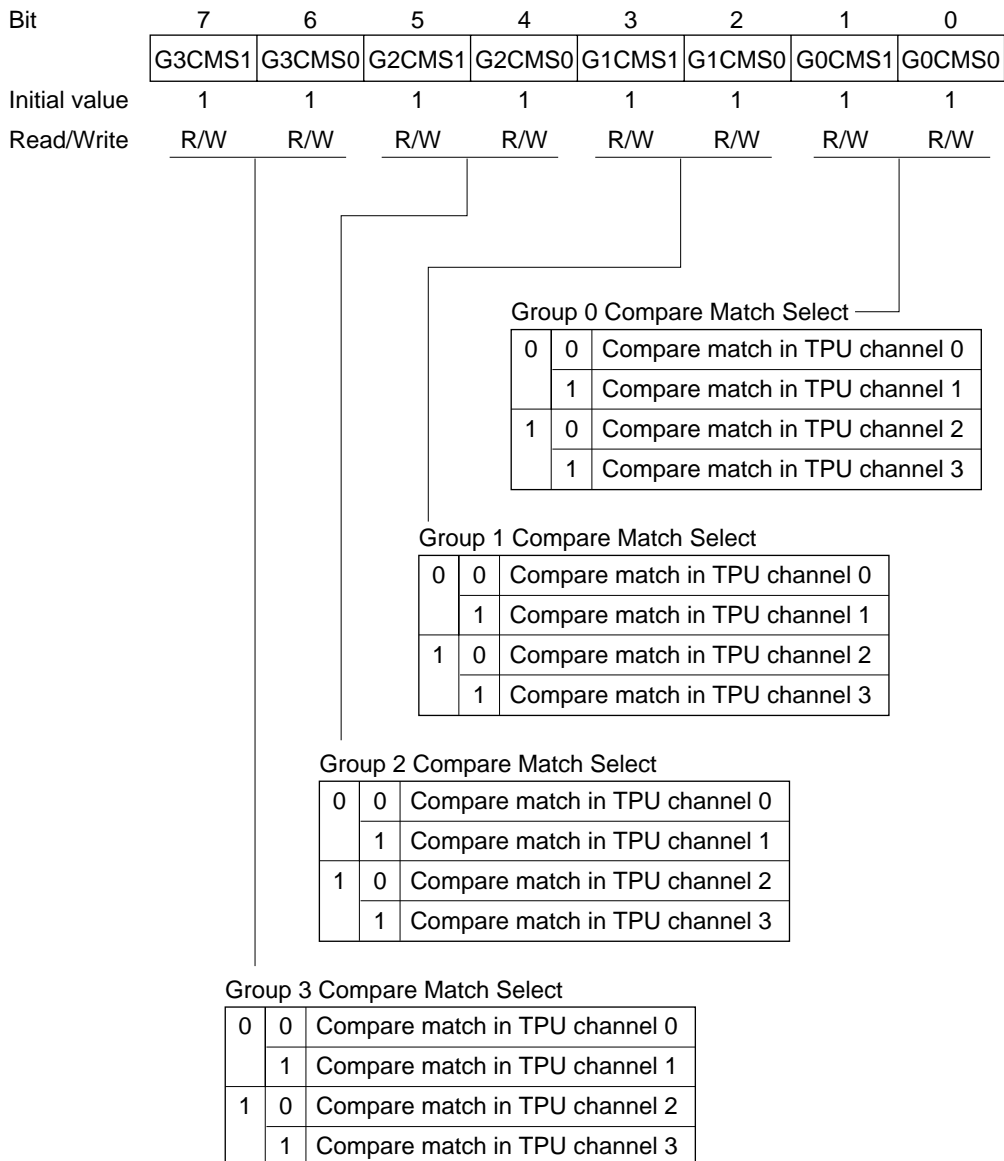 Bit 7 6 5 4 3 2 1 0
G3CMS1 G3CMS0 G2CMS1 G2CMS0 G1CMS1 G1CMS0 G0CMS1 G0CMS0
Initial value 1 1 1 1 1 1 1 1
Read/Write R/W R/W R/W R/W R/W R/W R/W R/W
Group 0 Compare Match Select
0 0 Compare match in TPU channel 0
1 Compare match in TPU channel 1
1 0 Compare match in TPU channel 2
1 Compare match in TPU channel 3
Group 1 Compare Match Select
0 0 Compare match in TPU channel 0
1 Compare match in TPU channel 1
1 0 Compare match in TPU channel 2
1 Compare match in TPU channel 3
Group 2 Compare Match Select
0 0 Compare match in TPU channel 0
1 Compare match in TPU channel 1
1 0 Compare match in TPU channel 2
1 Compare match in TPU channel 3
Group 3 Compare Match Select
0 0 Compare match in TPU channel 0
1 Compare match in TPU channel 1
1 0 Compare match in TPU channel 2
1 Compare match in TPU channel 3